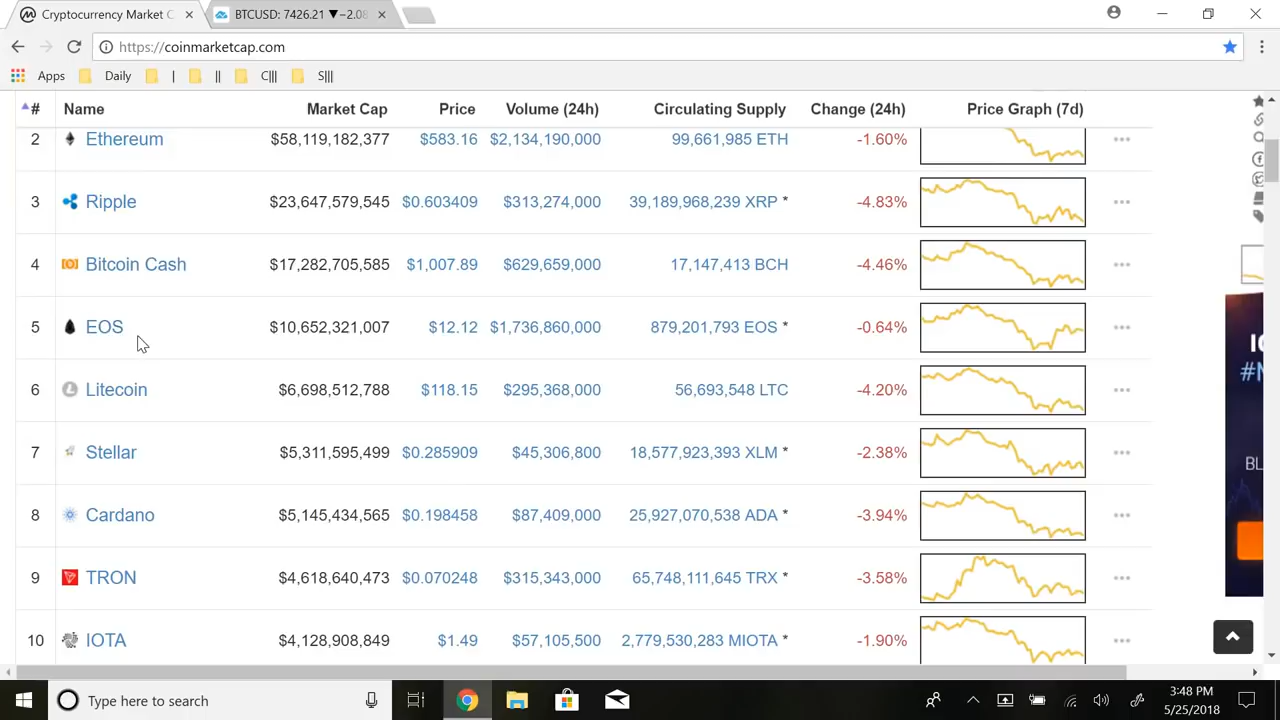 Cryptocurrency Market C
BTCUSD: 7426.21 ▼−2.08
https://coinmarketcap.com
Apps Daily | || C||| S|||
# Name Market Cap Price Volume (24h) Circulating Supply Change (24h) Price Graph (7d)
2 Ethereum $58,119,182,377 $583.16 $2,134,190,000 99,661,985 ETH -1.60%
3 Ripple $23,647,579,545 $0.603409 $313,274,000 39,189,968,239 XRP * -4.83%
4 Bitcoin Cash $17,282,705,585 $1,007.89 $629,659,000 17,147,413 BCH -4.46%
5 EOS $10,652,321,007 $12.12 $1,736,860,000 879,201,793 EOS * -0.64%
6 Litecoin $6,698,512,788 $118.15 $295,368,000 56,693,548 LTC -4.20%
7 Stellar $5,311,595,499 $0.285909 $45,306,800 18,577,923,393 XLM * -2.38%
8 Cardano $5,145,434,565 $0.198458 $87,409,000 25,927,070,538 ADA * -3.94%
9 TRON $4,618,640,473 $0.070248 $315,343,000 65,748,111,645 TRX * -3.58%
10 IOTA $4,128,908,849 $1.49 $57,105,500 2,779,530,283 MIOTA * -1.90%
#
BL
Type here to search
3:48 PM
5/25/2018